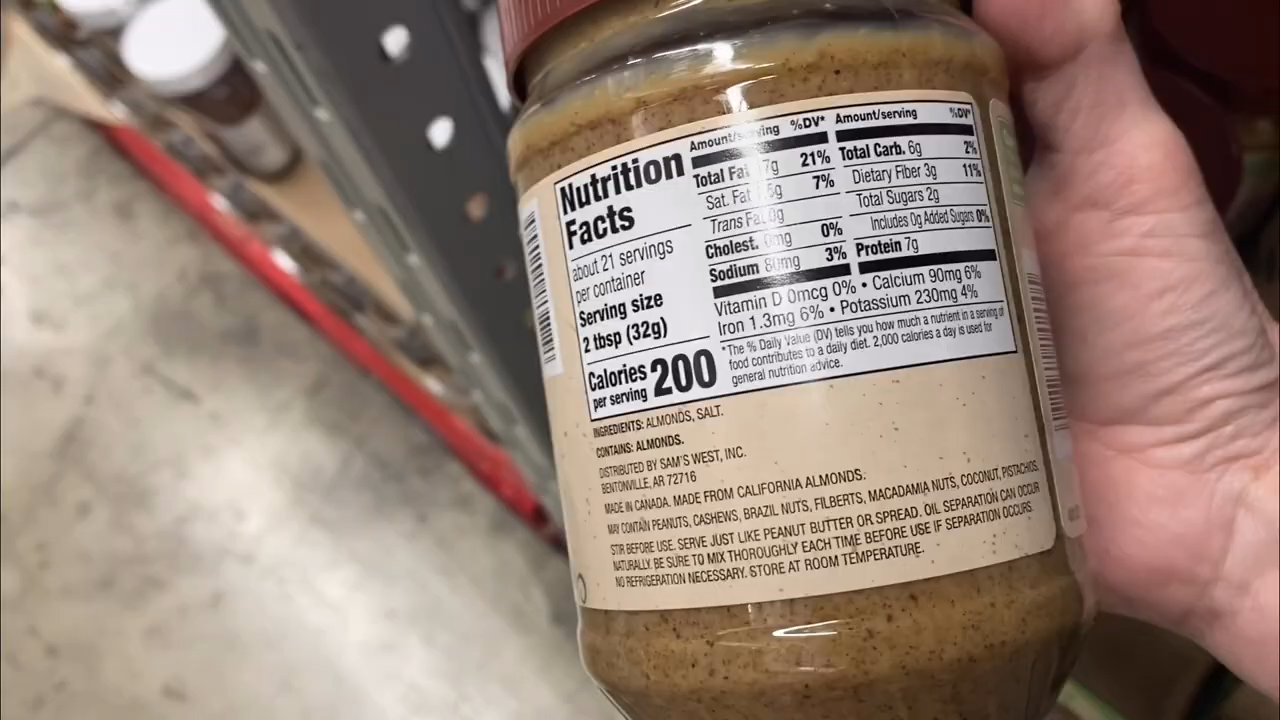 Nutrition
Facts
about 21 servings
per container
Serving size
2 tbsp (32g)
Calories
per serving 200
Amount/serving %DV*
Total Fat 17g 21%
Sat. Fat 1.5g 7%
Trans Fat 0g
Cholest. 0mg 0%
Sodium 80mg 3%
Amount/serving %DV*
Total Carb. 6g 2%
Dietary Fiber 3g 11%
Total Sugars 2g
Includes 0g Added Sugars 0%
Protein 7g
Vitamin D 0mcg 0% • Calcium 90mg 6%
Iron 1.3mg 6% • Potassium 230mg 4%
*The % Daily Value (DV) tells you how much a nutrient in a serving of
food contributes to a daily diet. 2,000 calories a day is used for
general nutrition advice.
INGREDIENTS: ALMONDS, SALT.
CONTAINS: ALMONDS.
DISTRIBUTED BY SAM'S WEST, INC.
BENTONVILLE, AR 72716
MADE IN CANADA. MADE FROM CALIFORNIA ALMONDS.
MAY CONTAIN PEANUTS, CASHEWS, BRAZIL NUTS, FILBERTS, MACADAMIA NUTS, COCONUT, PISTACHIOS.
STIR BEFORE USE. SERVE JUST LIKE PEANUT BUTTER OR SPREAD. OIL SEPARATION CAN OCCUR
NATURALLY. BE SURE TO MIX THOROUGHLY EACH TIME BEFORE USE IF SEPARATION OCCURS.
NO REFRIGERATION NECESSARY. STORE AT ROOM TEMPERATURE.